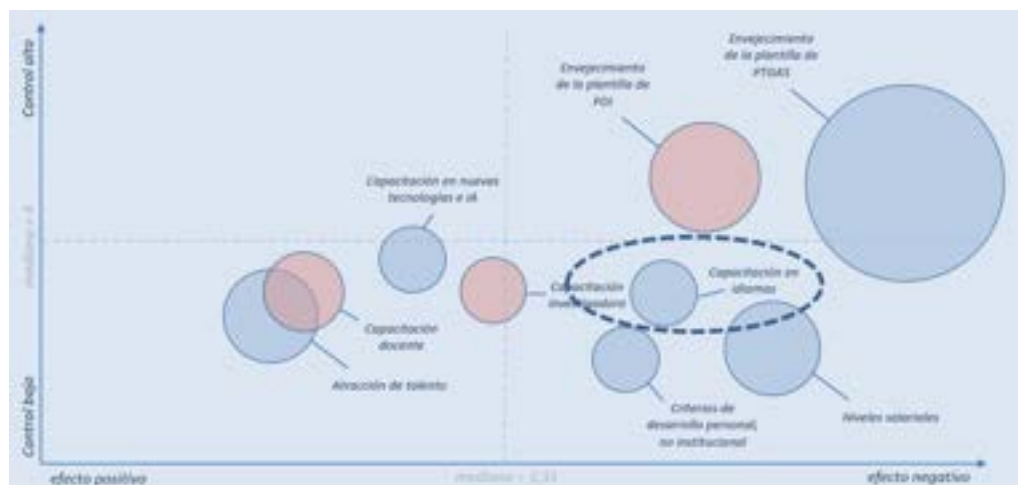 Control alto
Envejecimiento
de la plantilla de
PTGAS
Envejecimiento
de la plantilla de
PDI
Capacitación en nuevas
tecnologías e IA
Capacitación
investigadora
Capacitación en
idiomas
Capacitación
docente
Atracción de talento
Criterios de
desarrollo personal,
no institucional
Niveles salariales
Control bajo
efecto positivo
mediana =
efecto negativo